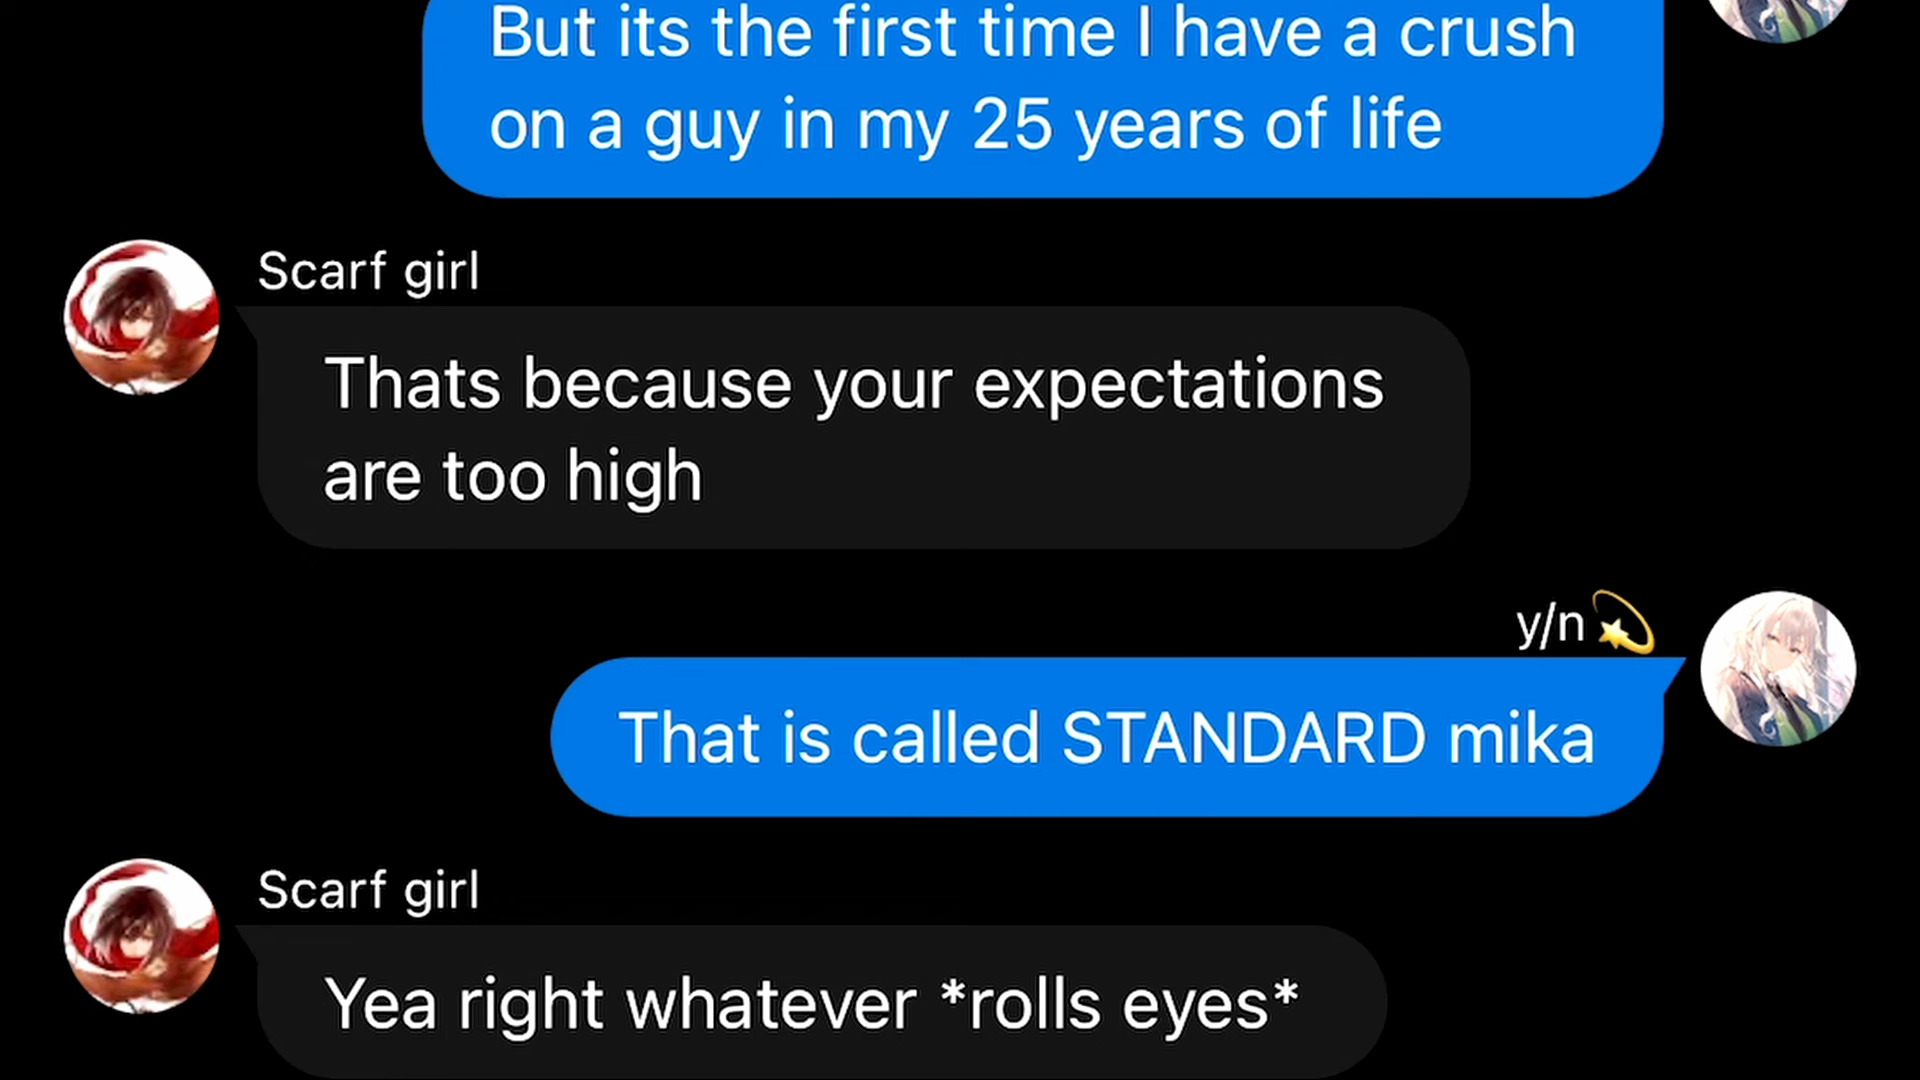 But its the first time I have a crush
on a guy in my 25 years of life
Scarf girl
Thats because your expectations
are too high
y/n💫
That is called STANDARD mika
Scarf girl
Yea right whatever *rolls eyes*